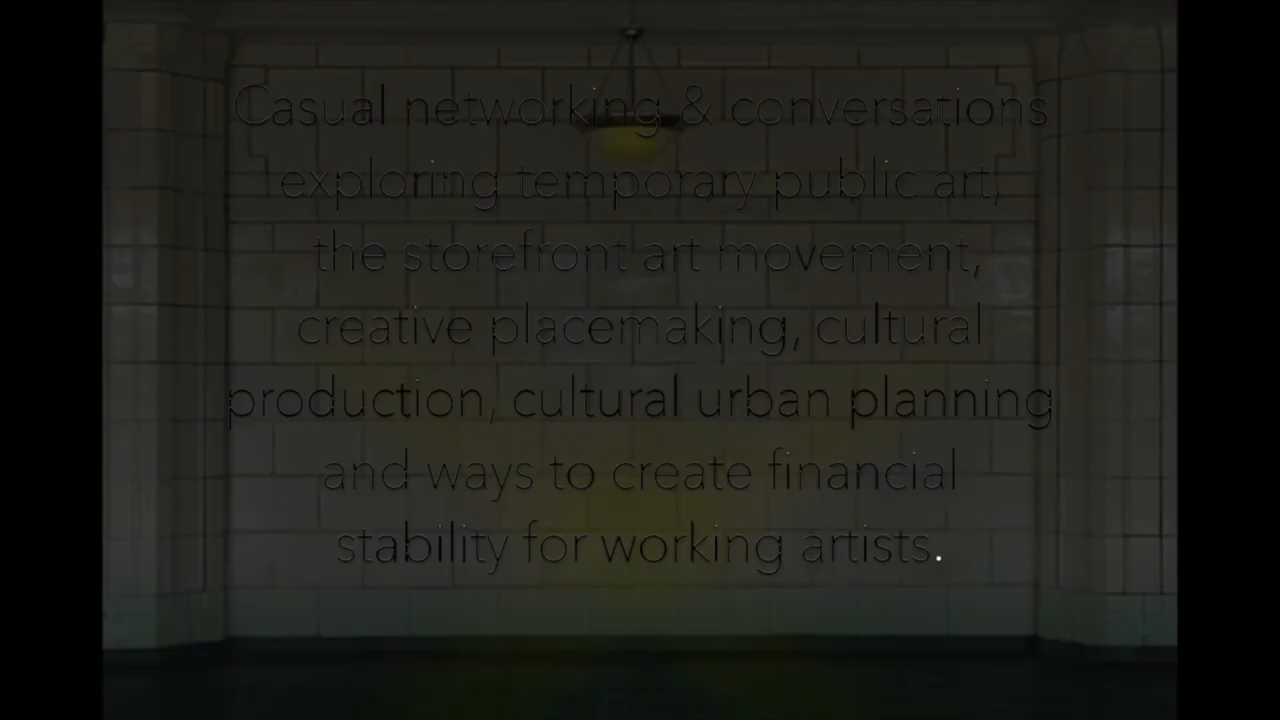 Casual networking & conversations
exploring temporary public art,
the storefront art movement,
creative placemaking, cultural
production, cultural urban planning
and ways to create financial
stability for working artists.